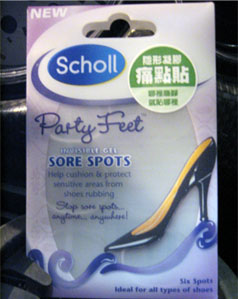 NEW
Scholl
隱形凝膠
痛點貼
Party Feet™
INVISIBLE GEL
SORE SPOTS
Help cushion & protect
sensitive areas from
shoes rubbing
Stop sore spots...
anytime... anywhere!
Six Spots
Ideal for all types of shoes